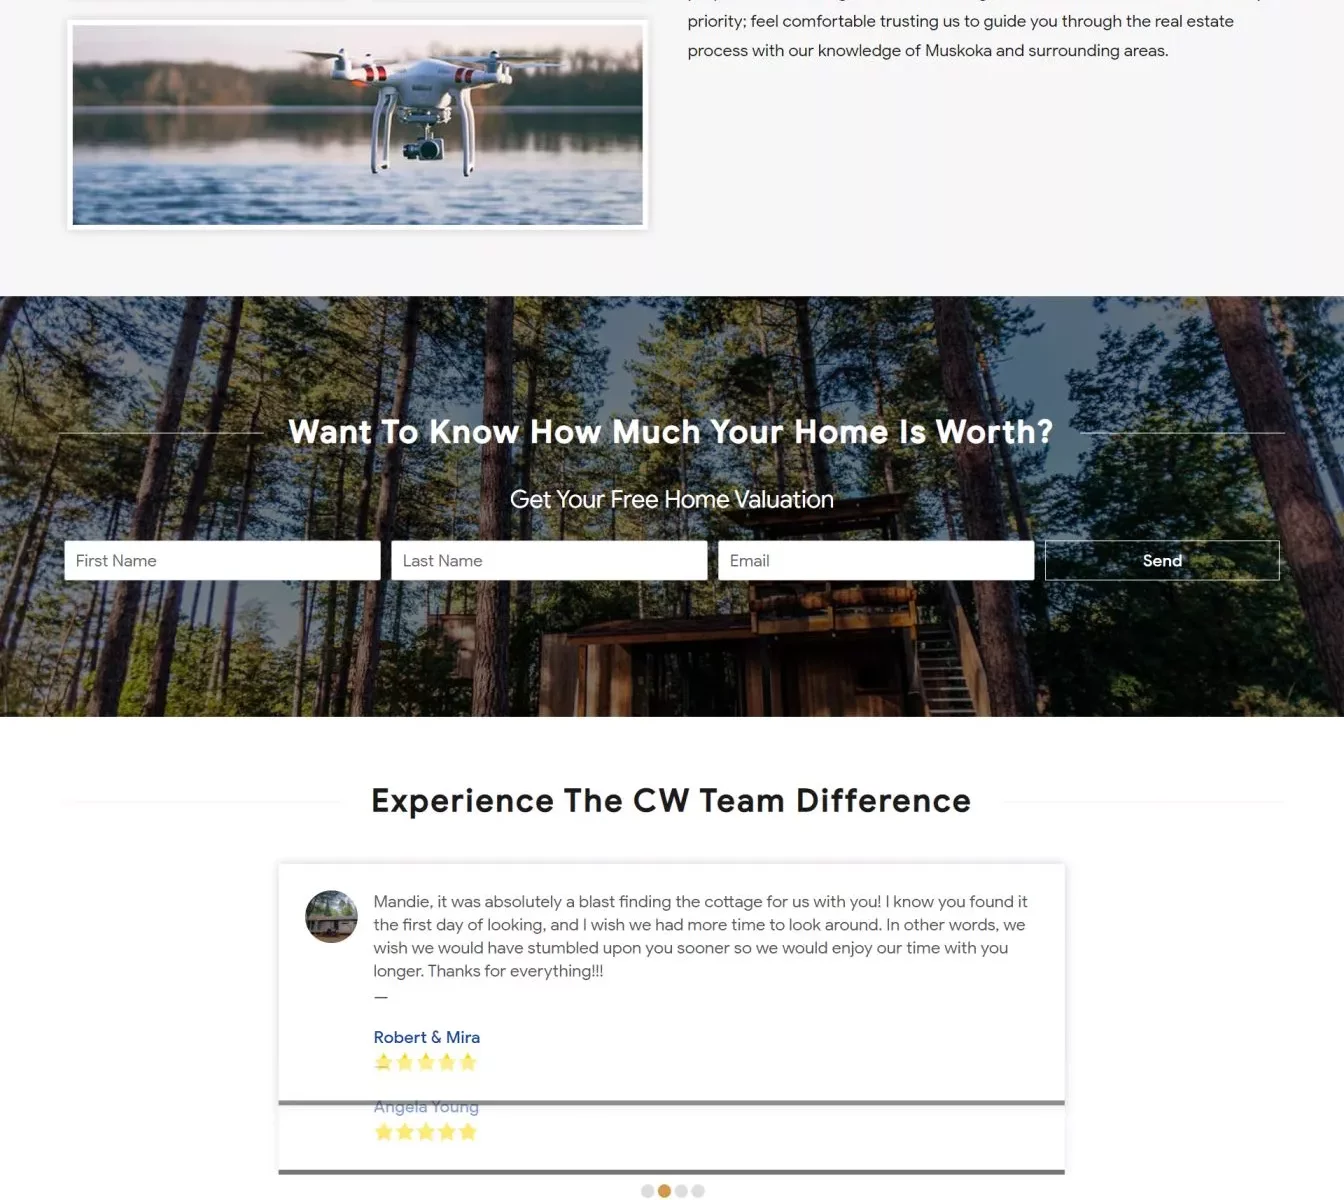 priority; feel comfortable trusting us to guide you through the real estate
process with our knowledge of Muskoka and surrounding areas.
Want To Know How Much Your Home Is Worth?
Get Your Free Home Valuation
First Name
Last Name
Email
Send
Experience The CW Team Difference
Mandie, it was absolutely a blast finding the cottage for us with you! I know you found it
the first day of looking, and I wish we had more time to look around. In other words, we
wish we would have stumbled upon you sooner so we would enjoy our time with you
longer. Thanks for everything!!!
—
Robert & Mira
Angela Young